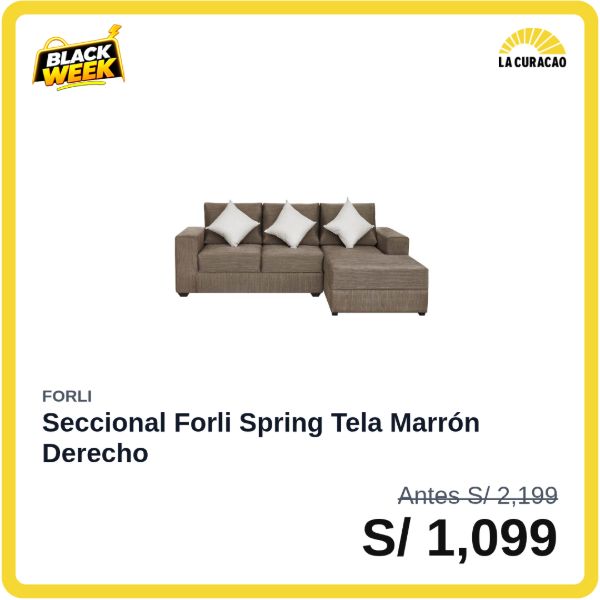 BLACK
WEEK
LA CURACAO
FORLI
Seccional Forli Spring Tela Marrón
Derecho
Antes S/ 2,199
S/ 1,099